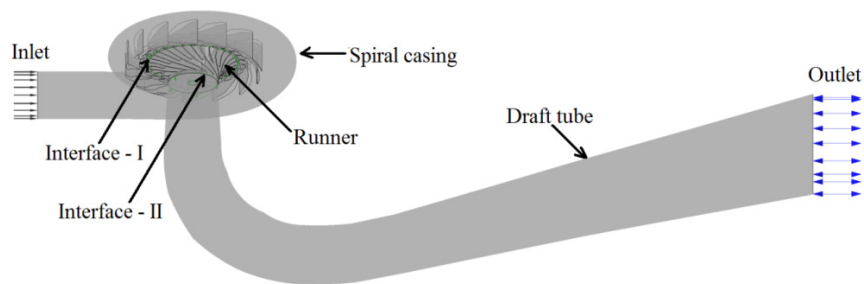 Inlet
Spiral casing
Outlet
Draft tube
Runner
Interface - I
Interface - II